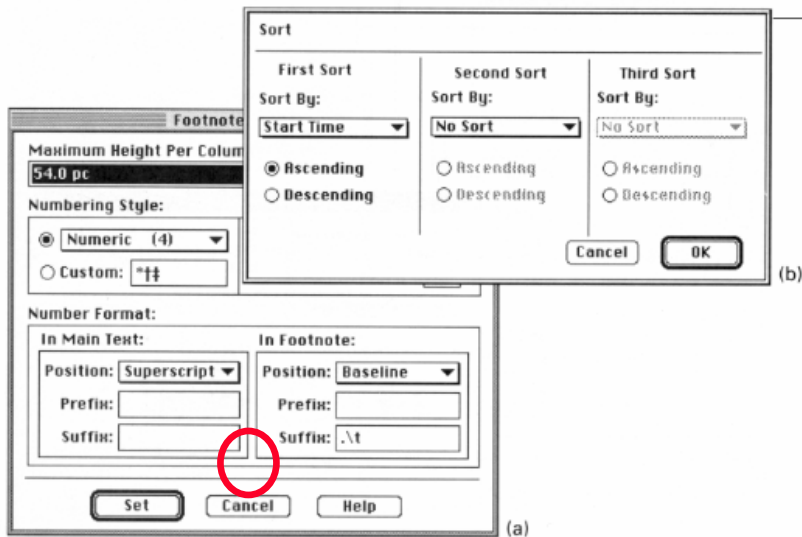 Sort
First Sort
Second Sort
Third Sort
Sort By:
Sort By:
Sort By:
Start Time
No Sort
No Sort
Ascending
Ascending
Ascending
Descending
Descending
Descending
Cancel
OK
(b)
Footnote
Maximum Height Per Colum
54.0 pc
Numbering Style:
Numeric (4)
Custom: *†‡
Number Format:
In Main Text:
In Footnote:
Position: Superscript
Position: Baseline
Prefix:
Prefix:
Suffix:
Suffix: .\t
Set
Cancel
Help
(a)